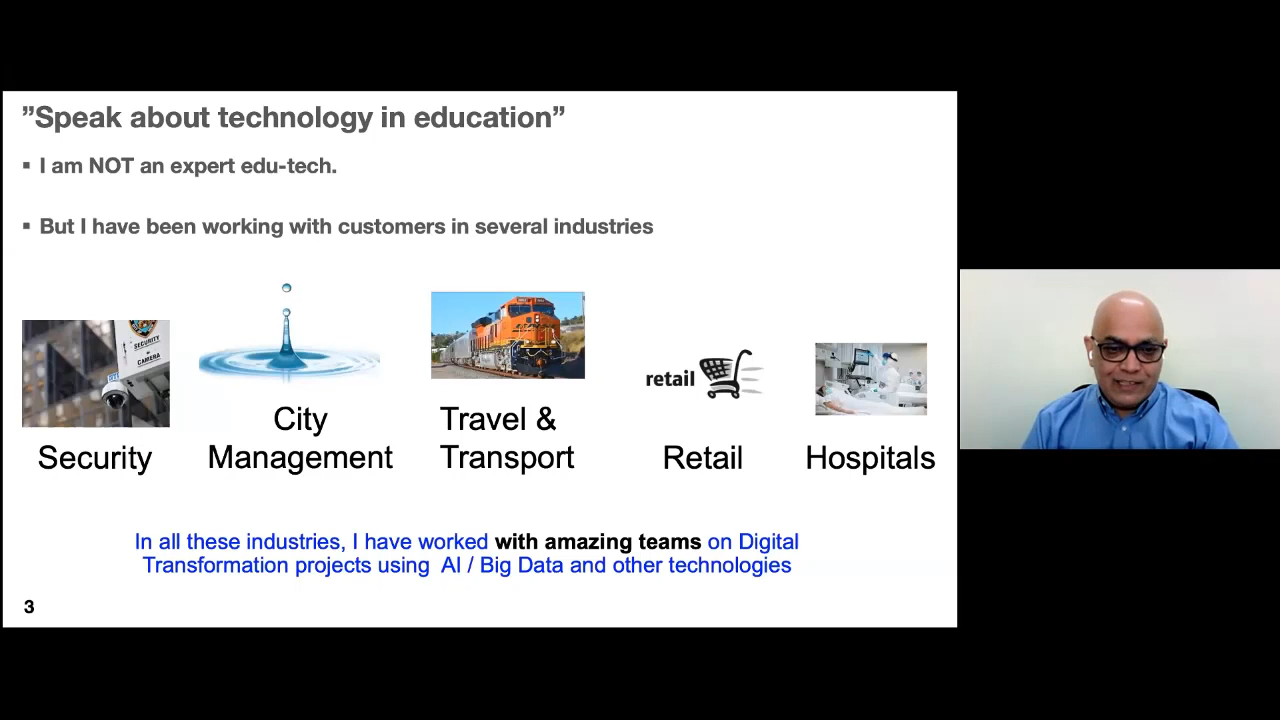 ”Speak about technology in education”
▪ I am NOT an expert edu-tech.
▪ But I have been working with customers in several industries
SECURITY
CAMERA
retail
Security
City
Management
Travel &
Transport
Retail
Hospitals
In all these industries, I have worked with amazing teams on Digital
Transformation projects using AI / Big Data and other technologies
3